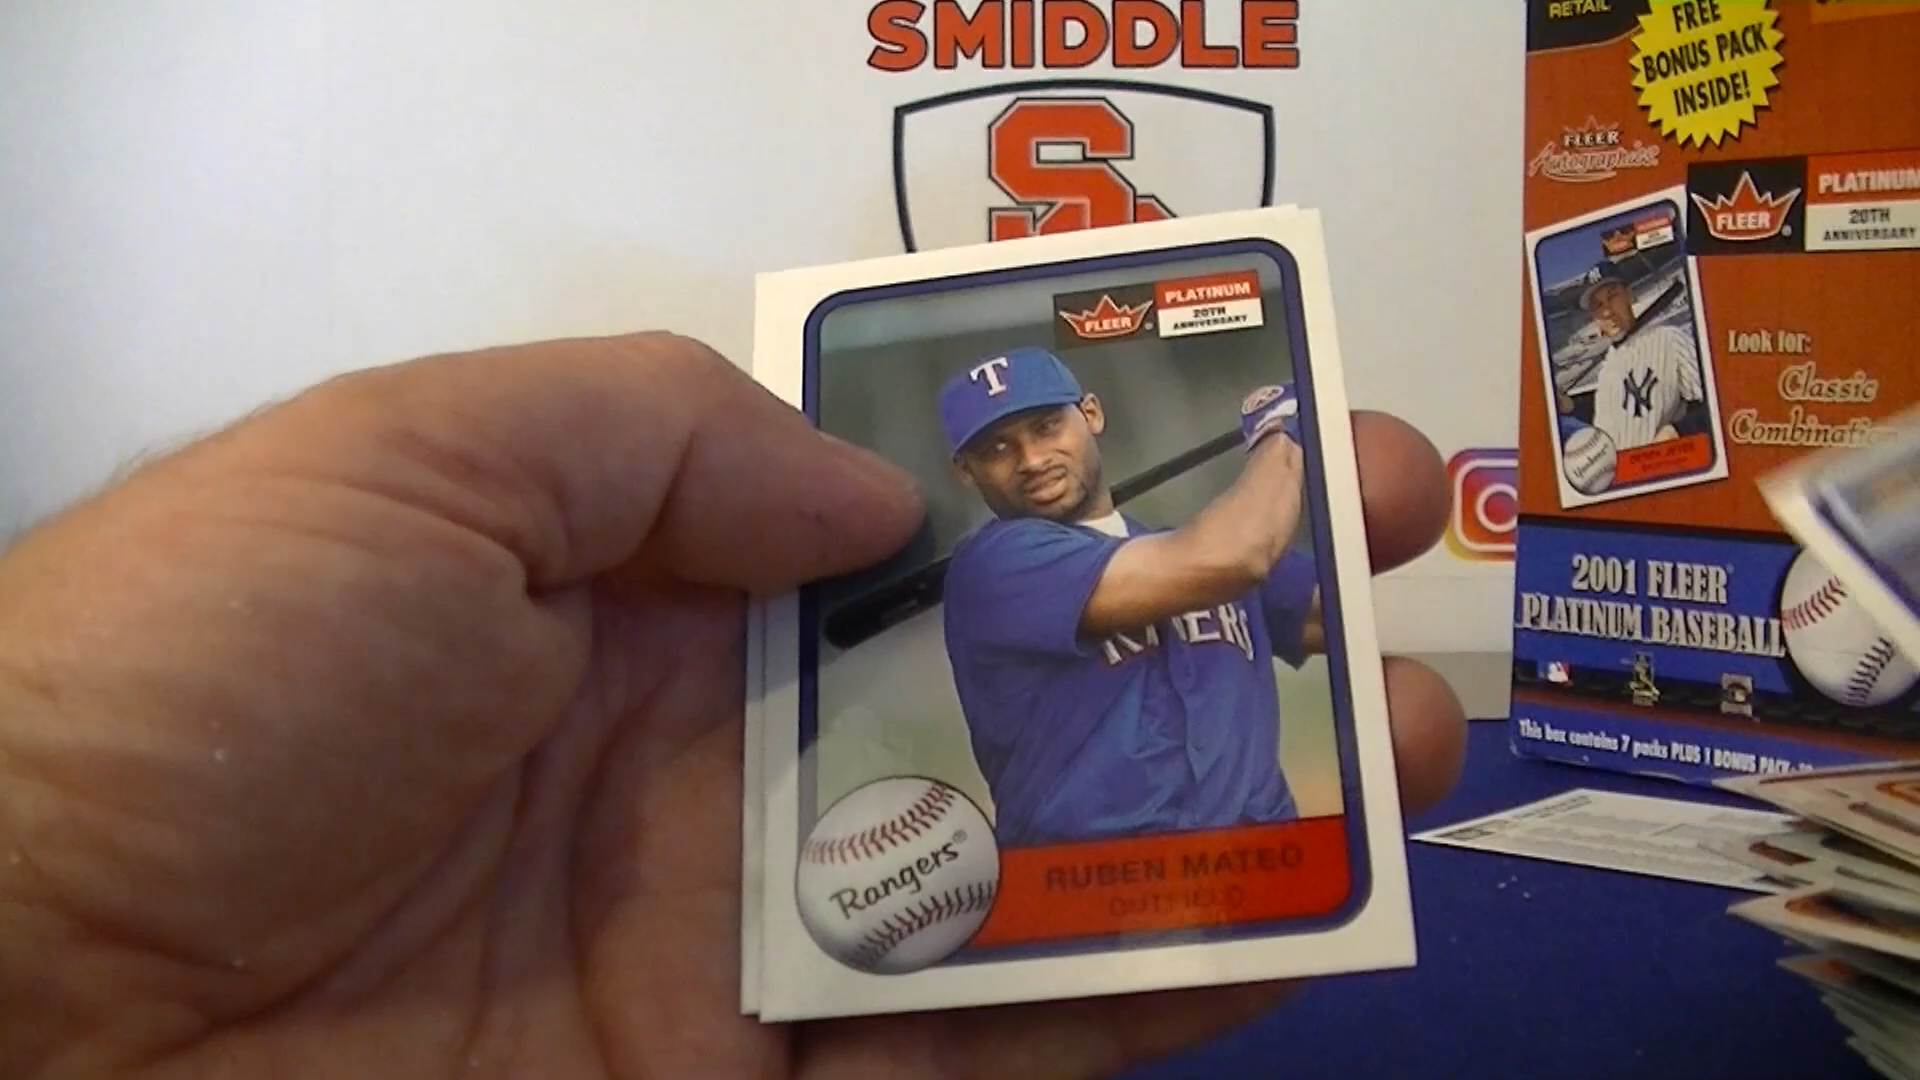 SMIDDLE
S
FLEER®
PLATINUM
20TH
ANNIVERSARY
T
Rangers®
RUBEN MATEO
OUTFIELD
RETAIL
FREE
BONUS PACK
INSIDE!
FLEER
Autographics
FLEER®
PLATINUM
20TH
ANNIVERSARY
NY
Yankees
DEREK JETER
Look for:
Classic
2001 FLEER®
PLATINUM BASEBALL
This box contains 7 packs PLUS 1 BONUS PACK